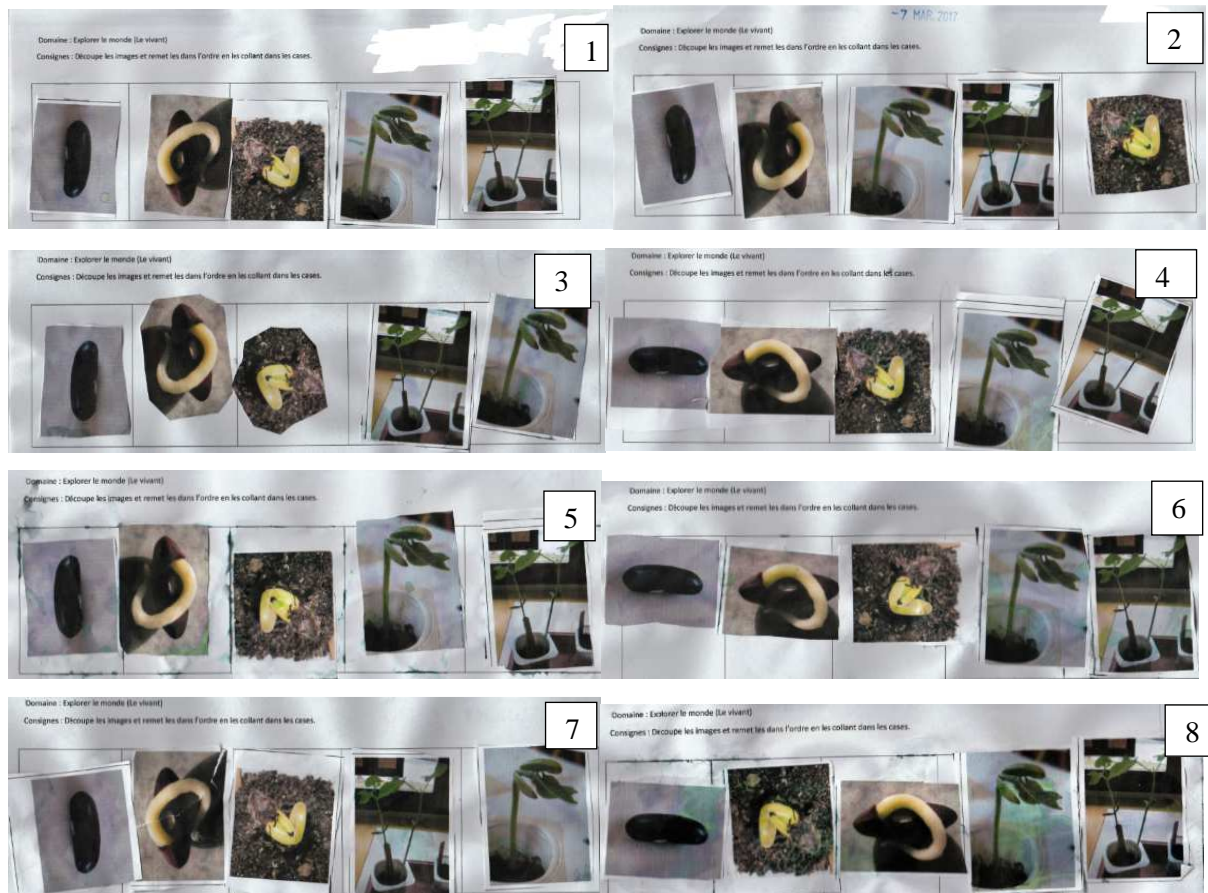 Domaine : Explorer le monde (Le vivant)
Consignes : Découpe les images et remet les dans l'ordre en les collant dans les cases.
1
-7 MAR. 2017
Domaine : Explorer le monde (Le vivant)
Consignes : Découpe les images et remet les dans l'ordre en les collant dans les cases.
2
Domaine : Explorer le monde (Le vivant)
Consignes : Découpe les images et remet les dans l'ordre en les collant dans les cases.
3
Domaine : Explorer le monde (Le vivant)
Consignes : Découpe les images et remet les dans l'ordre en les collant dans les cases.
4
Domaine : Explorer le monde (Le vivant)
Consignes : Découpe les images et remet les dans l'ordre en les collant dans les cases.
5
Domaine : Explorer le monde (Le vivant)
Consignes : Découpe les images et remet les dans l'ordre en les collant dans les cases.
6
Domaine : Explorer le monde (Le vivant)
Consignes : Découpe les images et remet les dans l'ordre en les collant dans les cases.
7
Domaine : Explorer le monde (Le vivant)
Consignes : Découpe les images et remet les dans l'ordre en les collant dans les cases.
8